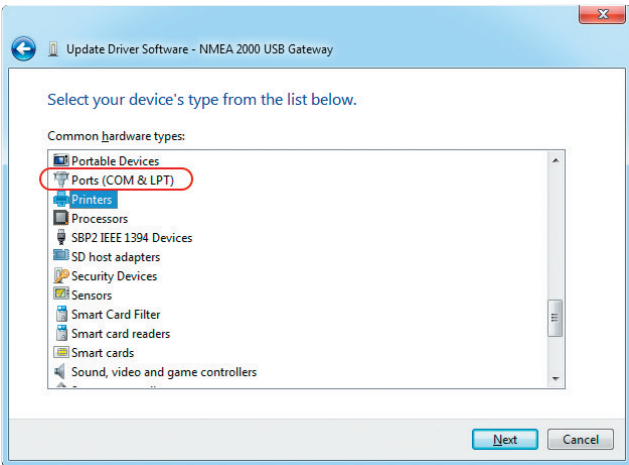 Update Driver Software - NMEA 2000 USB Gateway
Select your device's type from the list below.
Common hardware types:
Portable Devices
Ports (COM & LPT)
Printers
Processors
SBP2 IEEE 1394 Devices
SD host adapters
Security Devices
Sensors
Smart Card Filter
Smart card readers
Smart cards
Sound, video and game controllers
Next Cancel